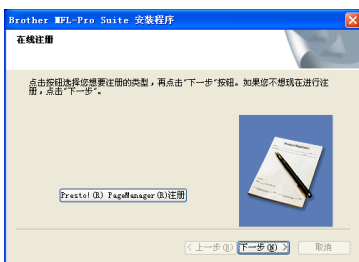 Brother MFL-Pro Suite 安装程序
在线注册
点击按钮选择您想要注册的类型，再点击"下一步"按钮。如果您不想现在进行注
册，点击"下一步"。
Presto!(R) PageManager(R)注册
< 上一步(B) 下一步(N) > 取消